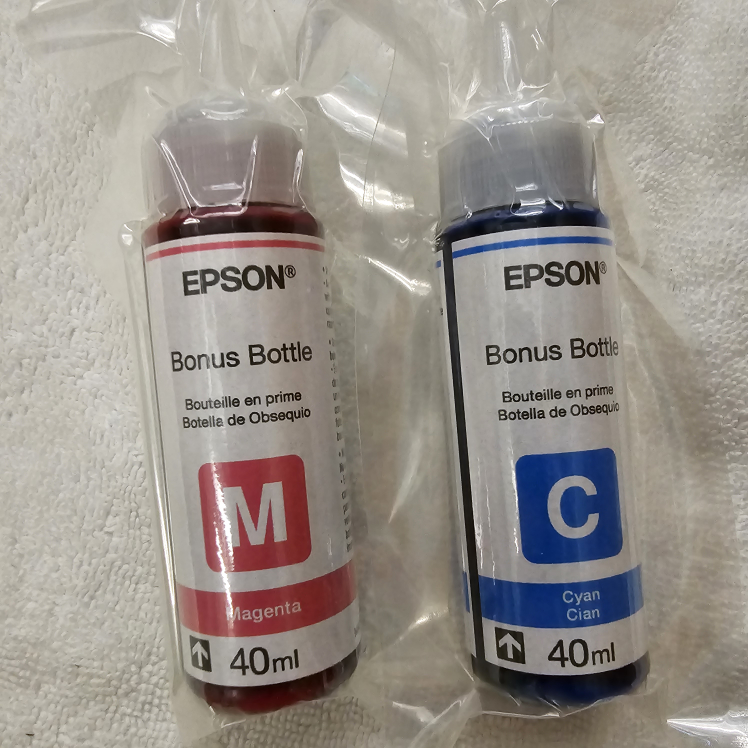 EPSON®
Bonus Bottle
Bouteille en prime
Botella de Obsequio
M
Magenta
40ml
EPSON®
Bonus Bottle
Bouteille en prime
Botella de Obsequio
C
Cyan
Cian
40ml